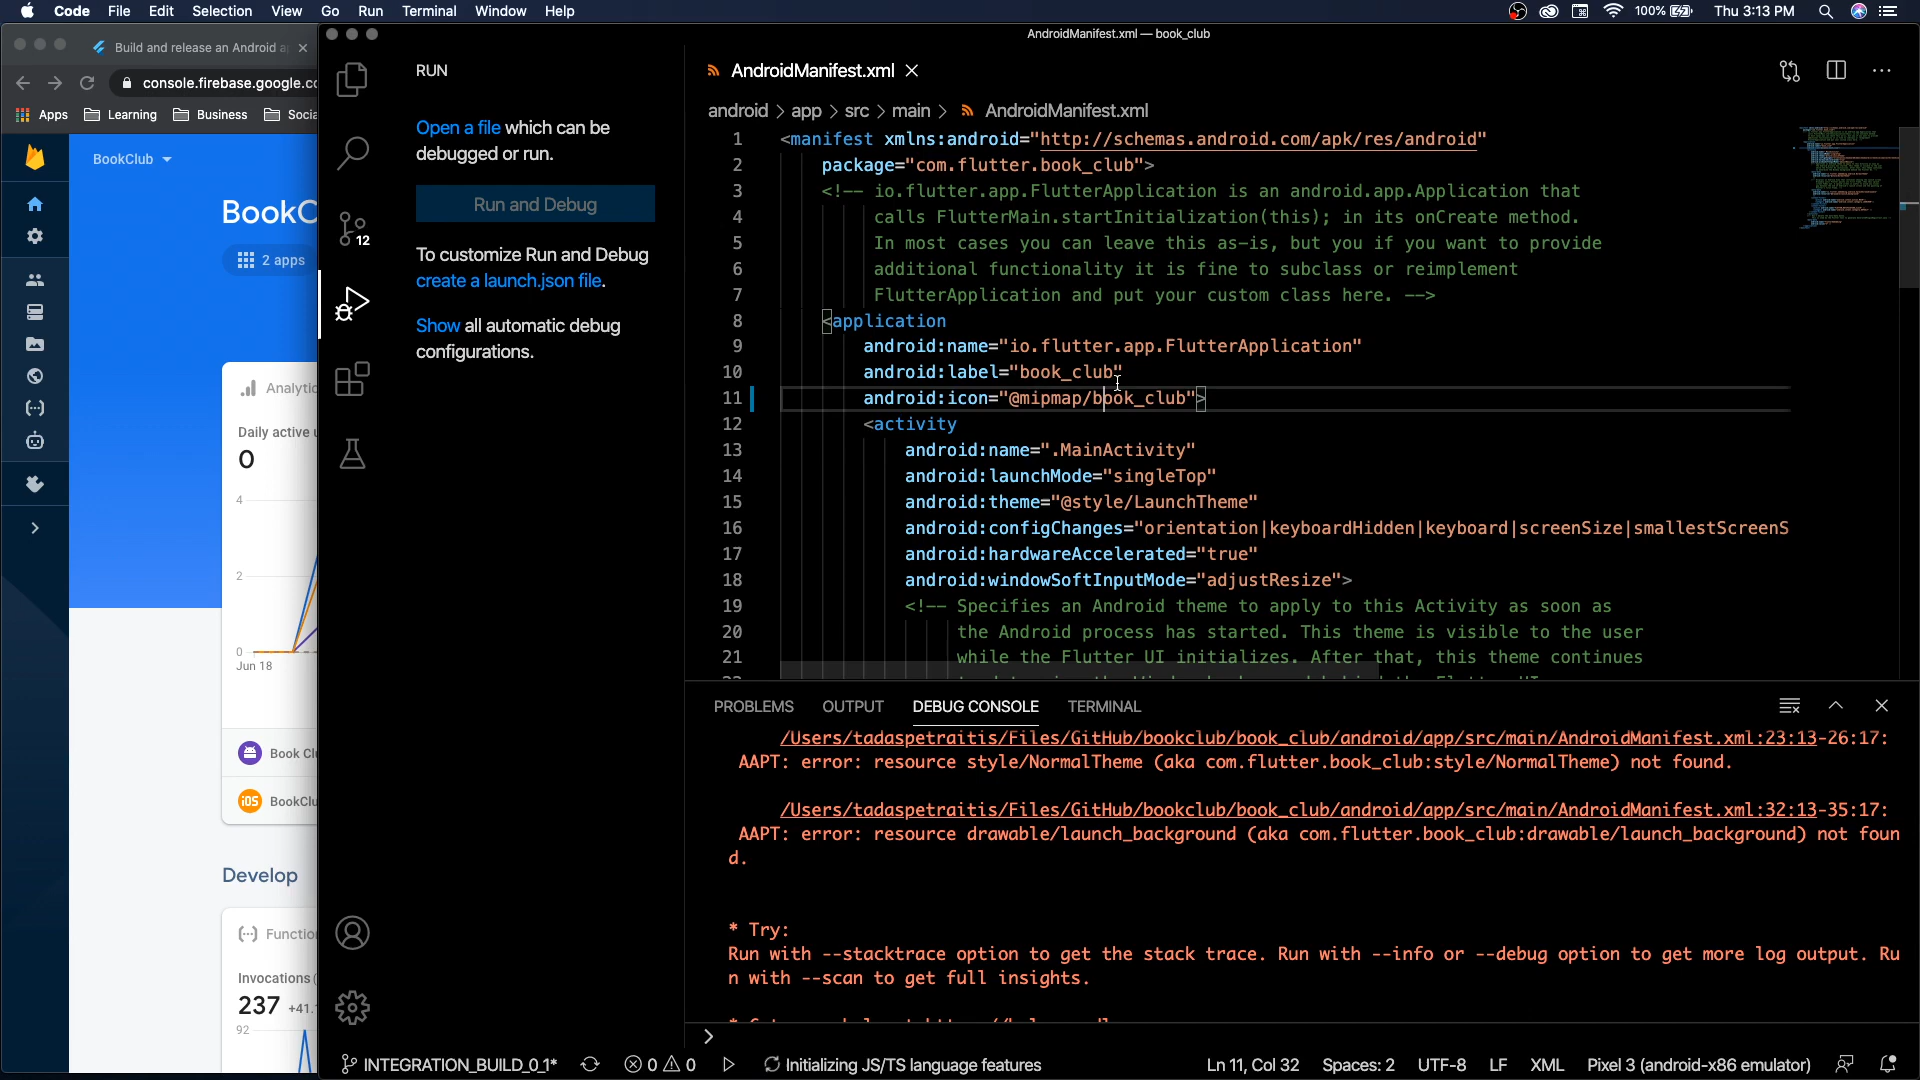 Code File Edit Selection View Go Run Terminal Window Help
100% Thu 3:13 PM
AndroidManifest.xml — book_club
Build and release an Android a
console.firebase.google.co
Apps Learning Business Socia
BookClub
BookC
2 apps
Analytic
Daily active u
0
4
2
0
Jun 18
Book Clu
iOS BookClu
Develop
Function
Invocations (
237 +41.
92
RUN
Open a file which can be
debugged or run.
Run and Debug
To customize Run and Debug
create a launch.json file.
Show all automatic debug
configurations.
12
AndroidManifest.xml
android > app > src > main > AndroidManifest.xml
1 <manifest xmlns:android="http://schemas.android.com/apk/res/android"
2 package="com.flutter.book_club">
3 <!-- io.flutter.app.FlutterApplication is an android.app.Application that
4 calls FlutterMain.startInitialization(this); in its onCreate method.
5 In most cases you can leave this as-is, but you if you want to provide
6 additional functionality it is fine to subclass or reimplement
7 FlutterApplication and put your custom class here. -->
8 <application
9 android:name="io.flutter.app.FlutterApplication"
10 android:label="book_club"
11 android:icon="@mipmap/book_club">
12 <activity
13 android:name=".MainActivity"
14 android:launchMode="singleTop"
15 android:theme="@style/LaunchTheme"
16 android:configChanges="orientation|keyboardHidden|keyboard|screenSize|smallestScreenS
17 android:hardwareAccelerated="true"
18 android:windowSoftInputMode="adjustResize">
19 <!-- Specifies an Android theme to apply to this Activity as soon as
20 the Android process has started. This theme is visible to the user
21 while the Flutter UI initializes. After that, this theme continues
PROBLEMS OUTPUT DEBUG CONSOLE TERMINAL
/Users/tadaspetraitis/Files/GitHub/bookclub/book_club/android/app/src/main/AndroidManifest.xml:23:13-26:17:
AAPT: error: resource style/NormalTheme (aka com.flutter.book_club:style/NormalTheme) not found.
/Users/tadaspetraitis/Files/GitHub/bookclub/book_club/android/app/src/main/AndroidManifest.xml:32:13-35:17:
AAPT: error: resource drawable/launch_background (aka com.flutter.book_club:drawable/launch_background) not foun
d.
* Try:
Run with --stacktrace option to get the stack trace. Run with --info or --debug option to get more log output. Ru
n with --scan to get full insights.
INTEGRATION_BUILD_0_1* 0 0 Initializing JS/TS language features Ln 11, Col 32 Spaces: 2 UTF-8 LF XML Pixel 3 (android-x86 emulator)